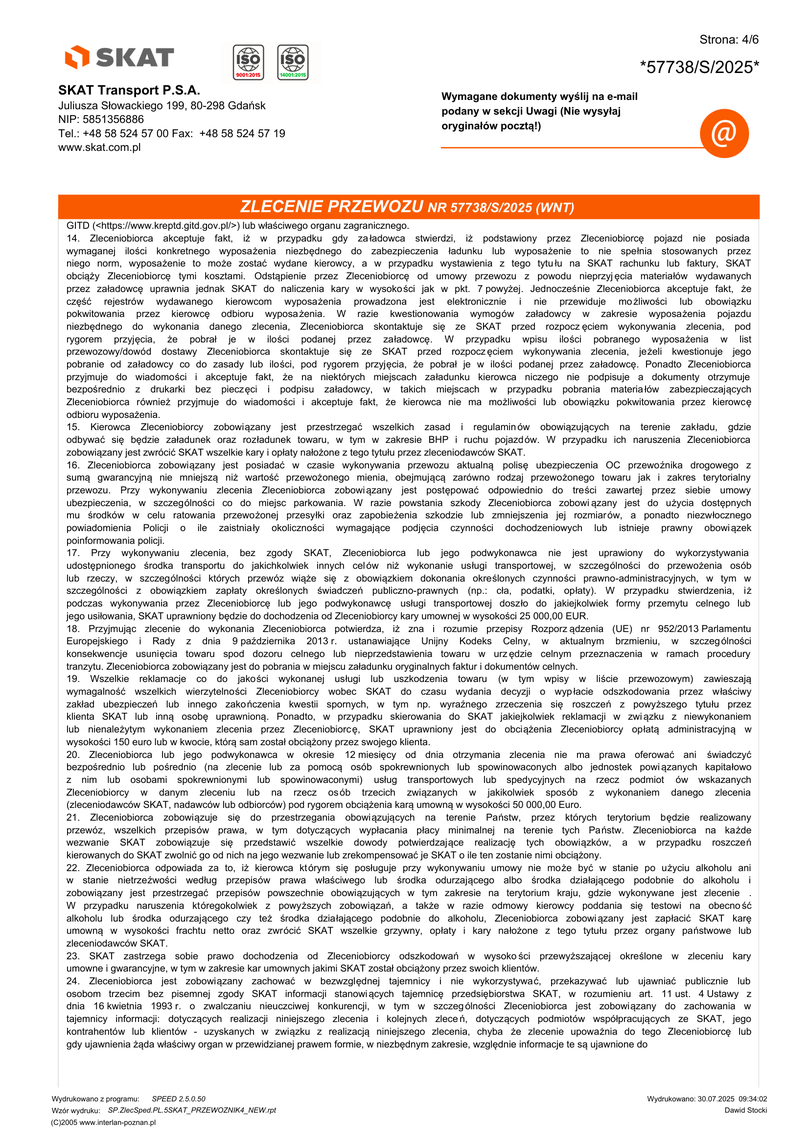 Strona: 4/6
SKAT
ISO
9001:2015
ISO
14001:2015
*57738/S/2025*
SKAT Transport P.S.A.
Juliusza Słowackiego 199, 80-298 Gdańsk
NIP: 5851356886
Tel.: +48 58 524 57 00 Fax: +48 58 524 57 19
www.skat.com.pl
Wymagane dokumenty wyślij na e-mail
podany w sekcji Uwagi (Nie wysyłaj
oryginałów pocztą!)
@
ZLECENIE PRZEWOZU NR 57738/S/2025 (WNT)
GITD (<https://www.kreptd.gitd.gov.pl/>) lub właściwego organu zagranicznego.
14. Zleceniobiorca akceptuje fakt, iż w przypadku gdy załadowca stwierdzi, iż podstawiony przez Zleceniobiorcę pojazd nie posiada
wymaganej ilości konkretnego wyposażenia niezbędnego do zabezpieczenia ładunku lub wyposażenie to nie spełnia stosowanych przez
niego norm, wyposażenie to może zostać wydane kierowcy, a w przypadku wystawienia z tego tytułu na SKAT rachunku lub faktury, SKAT
obciąży Zleceniobiorcę tymi kosztami. Odstąpienie przez Zleceniobiorcę od umowy przewozu z powodu nieprzyjęcia materiałów wydawanych
przez załadowcę uprawnia jednak SKAT do naliczenia kary w wysokości jak w pkt. 7 powyżej. Jednocześnie Zleceniobiorca akceptuje fakt, że
część rejestrów wydawanego kierowcom wyposażenia prowadzona jest elektronicznie i nie przewiduje możliwości lub obowiązku
pokwitowania przez kierowcę odbioru wyposażenia. W razie kwestionowania wymogów załadowcy w zakresie wyposażenia pojazdu
niezbędnego do wykonania danego zlecenia, Zleceniobiorca skontaktuje się ze SKAT przed rozpoczęciem wykonywania zlecenia, pod
rygorem przyjęcia, że pobrał je w ilości podanej przez załadowcę. W przypadku wpisu ilości pobranego wyposażenia w list
przewozowy/dowód dostawy Zleceniobiorca skontaktuje się ze SKAT przed rozpoczęciem wykonywania zlecenia, jeżeli kwestionuje jego
pobranie od załadowcy co do zasady lub ilości, pod rygorem przyjęcia, że pobrał je w ilości podanej przez załadowcę. Ponadto Zleceniobiorca
przyjmuje do wiadomości i akceptuje fakt, że na niektórych miejscach załadunku kierowca niczego nie podpisuje a dokumenty otrzymuje
bezpośrednio z drukarki bez pieczęci i podpisu załadowcy, w takich miejscach w przypadku pobrania materiałów zabezpieczających
Zleceniobiorca również przyjmuje do wiadomości i akceptuje fakt, że kierowca nie ma możliwości lub obowiązku pokwitowania przez kierowcę
odbioru wyposażenia.
15. Kierowca Zleceniobiorcy zobowiązany jest przestrzegać wszelkich zasad i regulaminów obowiązujących na terenie zakładu, gdzie
odbywać się będzie załadunek oraz rozładunek towaru, w tym w zakresie BHP i ruchu pojazdów. W przypadku ich naruszenia Zleceniobiorca
zobowiązany jest zwrócić SKAT wszelkie kary i opłaty nałożone z tego tytułu przez zleceniodawców SKAT.
16. Zleceniobiorca zobowiązany jest posiadać w czasie wykonywania przewozu aktualną polisę ubezpieczenia OC przewoźnika drogowego z
sumą gwarancyjną nie mniejszą niż wartość przewożonego mienia, obejmującą zarówno rodzaj przewożonego towaru jak i zakres terytorialny
przewozu. Przy wykonywaniu zlecenia Zleceniobiorca zobowiązany jest postępować odpowiednio do treści zawartej przez siebie umowy
ubezpieczenia, w szczególności co do miejsc parkowania. W razie powstania szkody Zleceniobiorca zobowiązany jest do użycia dostępnych
mu środków w celu ratowania przewożonej przesyłki oraz zapobieżenia szkodzie lub zmniejszenia jej rozmiarów, a ponadto niezwłocznego
powiadomienia Policji o ile zaistniały okoliczności wymagające podjęcia czynności dochodzeniowych lub istnieje prawny obowiązek
poinformowania policji.
17. Przy wykonywaniu zlecenia, bez zgody SKAT, Zleceniobiorca lub jego podwykonawca nie jest uprawiony do wykorzystywania
udostępnionego środka transportu do jakichkolwiek innych celów niż wykonanie usługi transportowej, w szczególności do przewożenia osób
lub rzeczy, w szczególności których przewóz wiąże się z obowiązkiem dokonania określonych czynności prawno-administracyjnych, w tym w
szczególności z obowiązkiem zapłaty określonych świadczeń publiczno-prawnych (np.: cła, podatki, opłaty). W przypadku stwierdzenia, iż
podczas wykonywania przez Zleceniobiorcę lub jego podwykonawcę usługi transportowej doszło do jakiejkolwiek formy przemytu celnego lub
jego usiłowania, SKAT uprawniony będzie do dochodzenia od Zleceniobiorcy kary umownej w wysokości 25 000,00 EUR.
18. Przyjmując zlecenie do wykonania Zleceniobiorca potwierdza, iż zna i rozumie przepisy Rozporządzenia (UE) nr 952/2013 Parlamentu
Europejskiego i Rady z dnia 9 października 2013 r. ustanawiające Unijny Kodeks Celny, w aktualnym brzmieniu, w szczególności
konsekwencje usunięcia towaru spod dozoru celnego lub nieprzedstawienia towaru w urzędzie celnym przeznaczenia w ramach procedury
tranzytu. Zleceniobiorca zobowiązany jest do pobrania w miejscu załadunku oryginalnych faktur i dokumentów celnych.
19. Wszelkie reklamacje co do jakości wykonanej usługi lub uszkodzenia towaru (w tym wpisy w liście przewozowym) zawieszają
wymagalność wszelkich wierzytelności Zleceniobiorcy wobec SKAT do czasu wydania decyzji o wypłacie odszkodowania przez właściwy
zakład ubezpieczeń lub innego zakończenia kwestii spornych, w tym np. wyraźnego zrzeczenia się roszczeń z powyższego tytułu przez
klienta SKAT lub inną osobę uprawnioną. Ponadto, w przypadku skierowania do SKAT jakiejkolwiek reklamacji w związku z niewykonaniem
lub nienależytym wykonaniem zlecenia przez Zleceniobiorcę, SKAT uprawniony jest do obciążenia Zleceniobiorcy opłatą administracyjną w
wysokości 150 euro lub w kwocie, którą sam został obciążony przez swojego klienta.
20. Zleceniobiorca lub jego podwykonawca w okresie 12 miesięcy od dnia otrzymania zlecenia nie ma prawa oferować ani świadczyć
bezpośrednio lub pośrednio (na zlecenie lub za pomocą osób spokrewnionych lub spowinowaconych albo jednostek powiązanych kapitałowo
z nim lub osobami spokrewnionymi lub spowinowaconymi) usług transportowych lub spedycyjnych na rzecz podmiotów wskazanych
Zleceniobiorcy w danym zleceniu lub na rzecz osób trzecich związanych w jakikolwiek sposób z wykonaniem danego zlecenia
(zleceniodawców SKAT, nadawców lub odbiorców) pod rygorem obciążenia karą umowną w wysokości 50 000,00 Euro.
21. Zleceniobiorca zobowiązuje się do przestrzegania obowiązujących na terenie Państw, przez których terytorium będzie realizowany
przewóz, wszelkich przepisów prawa, w tym dotyczących wypłacania płacy minimalnej na terenie tych Państw. Zleceniobiorca na każde
wezwanie SKAT zobowiązuje się przedstawić wszelkie dowody potwierdzające realizację tych obowiązków, a w przypadku roszczeń
kierowanych do SKAT zwolnić go od nich na jego wezwanie lub zrekompensować je SKAT o ile ten zostanie nimi obciążony.
22. Zleceniobiorca odpowiada za to, iż kierowca którym się posługuje przy wykonywaniu umowy nie może być w stanie po użyciu alkoholu ani
w stanie nietrzeźwości według przepisów prawa właściwego lub środka odurzającego albo środka działającego podobnie do alkoholu i
zobowiązany jest przestrzegać przepisów powszechnie obowiązujących w tym zakresie na terytorium kraju, gdzie wykonywane jest zlecenie .
W przypadku naruszenia któregokolwiek z powyższych zobowiązań, a także w razie odmowy kierowcy poddania się testowi na obecność
alkoholu lub środka odurzającego czy też środka działającego podobnie do alkoholu, Zleceniobiorca zobowiązany jest zapłacić SKAT karę
umowną w wysokości frachtu netto oraz zwrócić SKAT wszelkie grzywny, opłaty i kary nałożone z tego tytułu przez organy państwowe lub
zleceniodawców SKAT.
23. SKAT zastrzega sobie prawo dochodzenia od Zleceniobiorcy odszkodowań w wysokości przewyższającej określone w zleceniu kary
umowne i gwarancyjne, w tym w zakresie kar umownych jakimi SKAT został obciążony przez swoich klientów.
24. Zleceniobiorca jest zobowiązany zachować w bezwzględnej tajemnicy i nie wykorzystywać, przekazywać lub ujawniać publicznie lub
osobom trzecim bez pisemnej zgody SKAT informacji stanowiących tajemnicę przedsiębiorstwa SKAT, w rozumieniu art. 11 ust. 4 Ustawy z
dnia 16 kwietnia 1993 r. o zwalczaniu nieuczciwej konkurencji, w tym w szczególności Zleceniobiorca jest zobowiązany do zachowania w
tajemnicy informacji: dotyczących realizacji niniejszego zlecenia i kolejnych zleceń, dotyczących podmiotów współpracujących ze SKAT, jego
kontrahentów lub klientów - uzyskanych w związku z realizacją niniejszego zlecenia, chyba że zlecenie upoważnia do tego Zleceniobiorcę lub
gdy ujawnienia żąda właściwy organ w przewidzianej prawem formie, w niezbędnym zakresie, względnie informacje te są ujawnione do
Wydrukowano z programu: SPEED 2.5.0.50
Wydrukowano: 30.07.2025 09:34:02
Wzór wydruku: SP.ZlecSped.PL.5SKAT_PRZEWOZNIK4_NEW.rpt
Dawid Stocki
(C)2005 www.interlan-poznan.pl